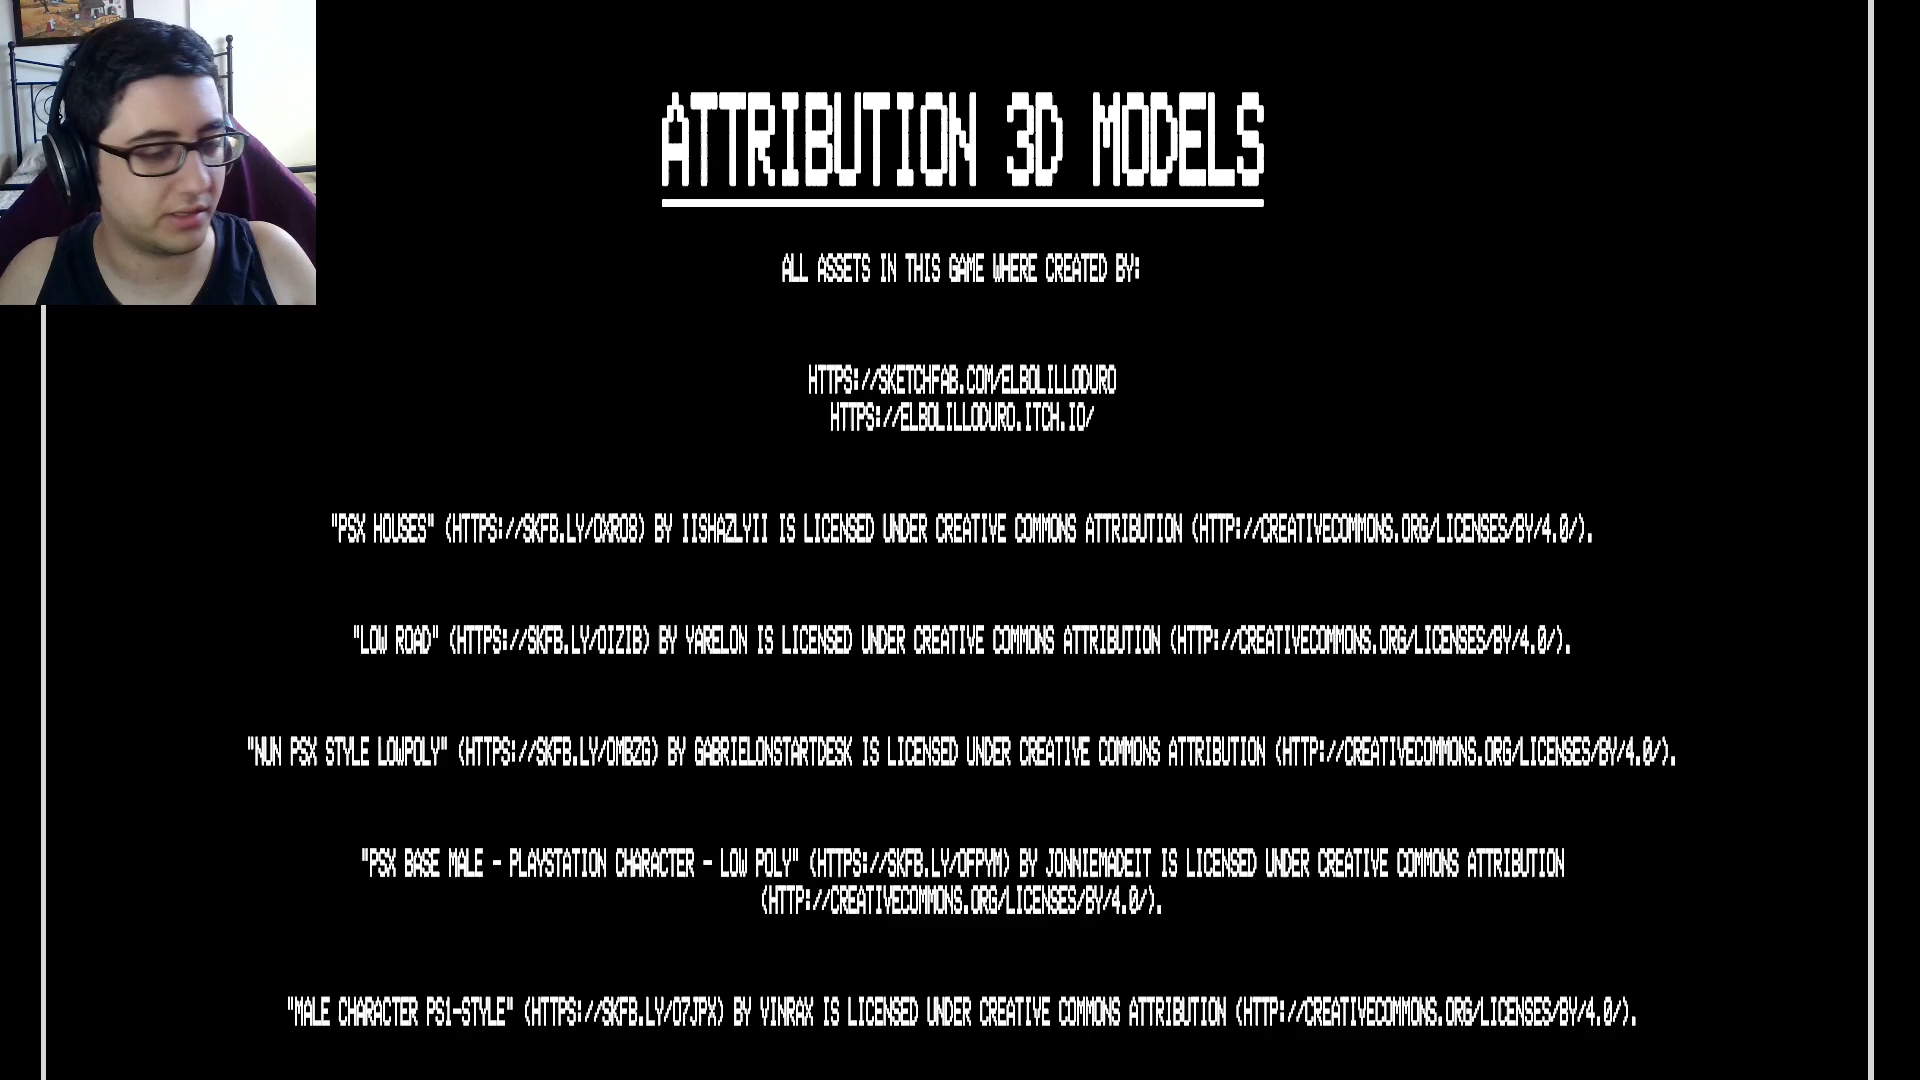 ATTRIBUTION 3D MODELS
ALL ASSETS IN THIS GAME WHERE CREATED BY:
HTTPS://SKETCHFAB.COM/ELBOLILLODURO
HTTPS://ELBOLILLODURO.ITCH.IO/
"PSX HOUSES" (HTTPS://SKFB.LY/OXRO8) BY IISHAZLYII IS LICENSED UNDER CREATIVE COMMONS ATTRIBUTION (HTTP://CREATIVECOMMONS.ORG/LICENSES/BY/4.0/).
"LOW ROAD" (HTTPS://SKFB.LY/OIZIB) BY YARELON IS LICENSED UNDER CREATIVE COMMONS ATTRIBUTION (HTTP://CREATIVECOMMONS.ORG/LICENSES/BY/4.0/).
"NUN PSX STYLE LOWPOLY" (HTTPS://SKFB.LY/OMBZG) BY GABRIELONSTARTDESK IS LICENSED UNDER CREATIVE COMMONS ATTRIBUTION (HTTP://CREATIVECOMMONS.ORG/LICENSES/BY/4.0/).
"PSX BASE MALE - PLAYSTATION CHARACTER - LOW POLY" (HTTPS://SKFB.LY/OFPYM) BY JONNIEMADEIT IS LICENSED UNDER CREATIVE COMMONS ATTRIBUTION
(HTTP://CREATIVECOMMONS.ORG/LICENSES/BY/4.0/).
"MALE CHARACTER PS1-STYLE" (HTTPS://SKFB.LY/O7JPX) BY VINRAX IS LICENSED UNDER CREATIVE COMMONS ATTRIBUTION (HTTP://CREATIVECOMMONS.ORG/LICENSES/BY/4.0/).